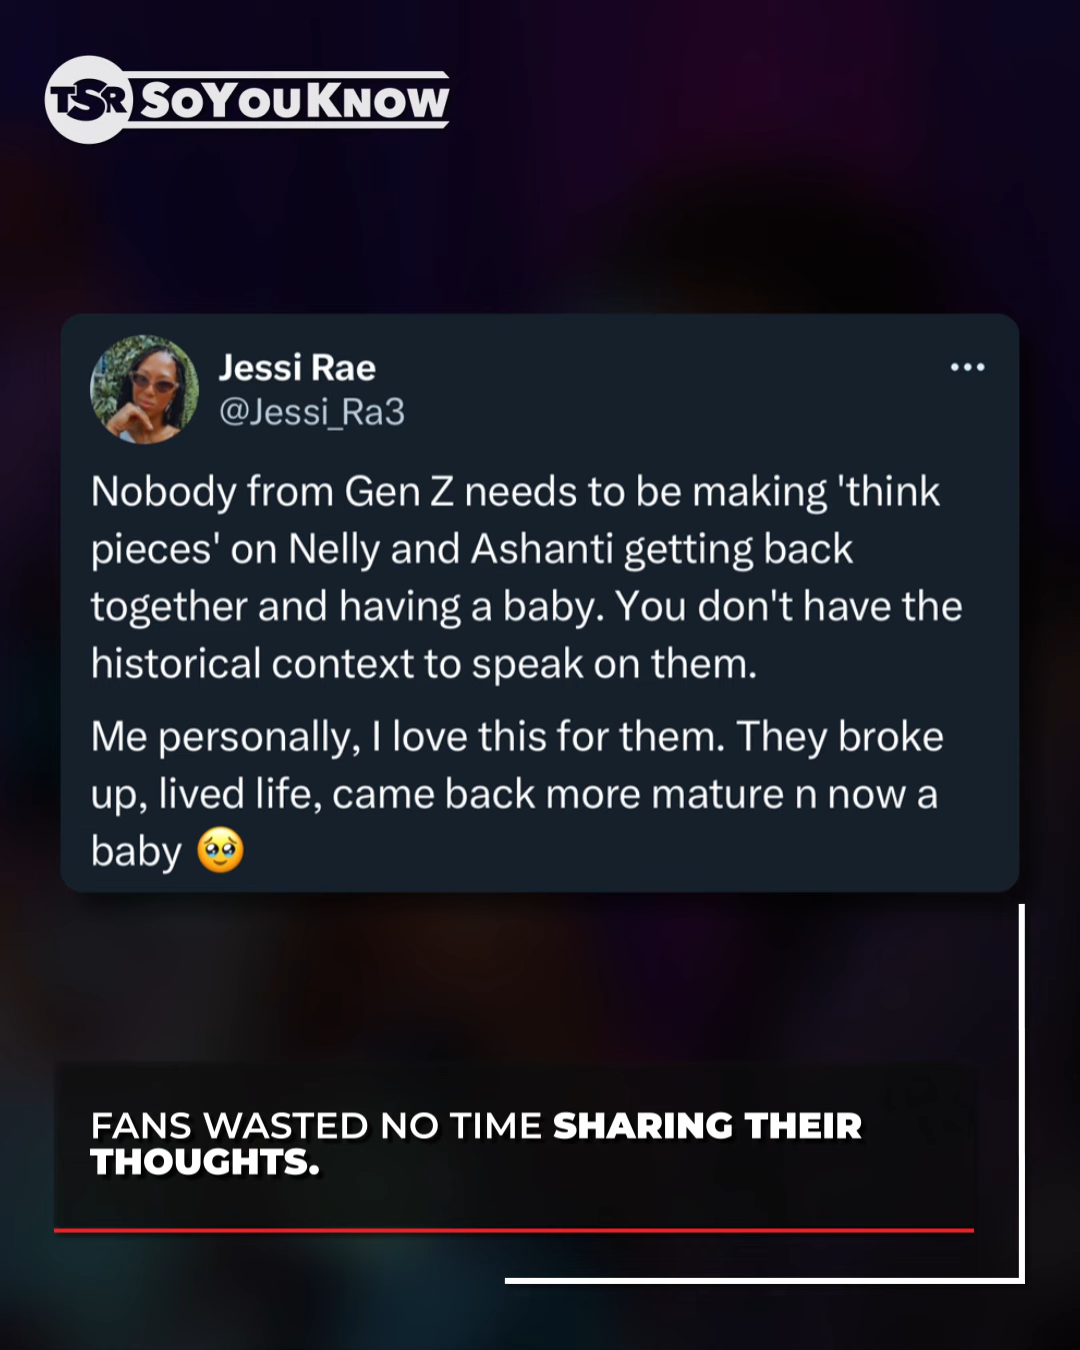 TSR SOYOUKNOW
Jessi Rae
@Jessi_Ra3
Nobody from Gen Z needs to be making 'think
pieces' on Nelly and Ashanti getting back
together and having a baby. You don't have the
historical context to speak on them.
Me personally, I love this for them. They broke
up, lived life, came back more mature n now a
baby 🥹
FANS WASTED NO TIME SHARING THEIR
THOUGHTS.